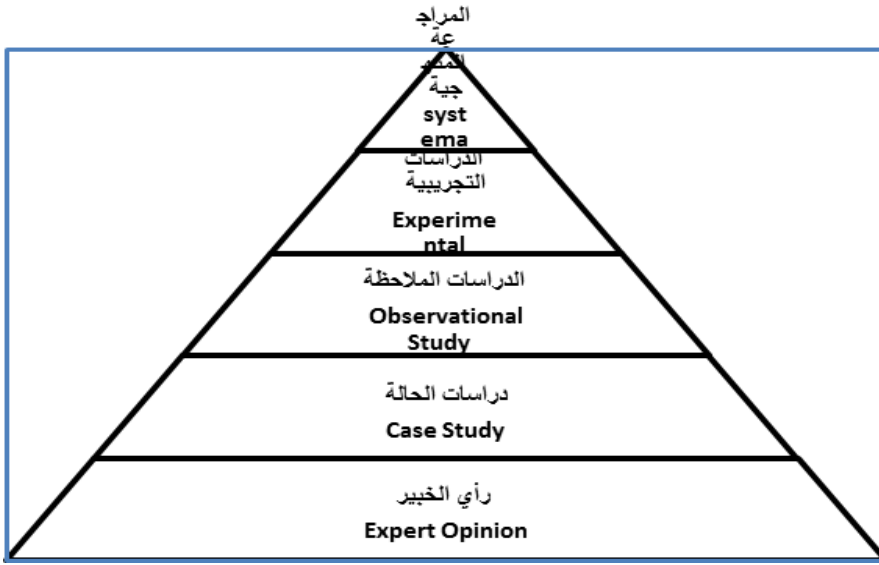 المراج
عة
المنه
جية
syst
ema
الدراسات
التجريبية
Experime
ntal
الدراسات الملاحظة
Observational
Study
دراسات الحالة
Case Study
رأي الخبير
Expert Opinion